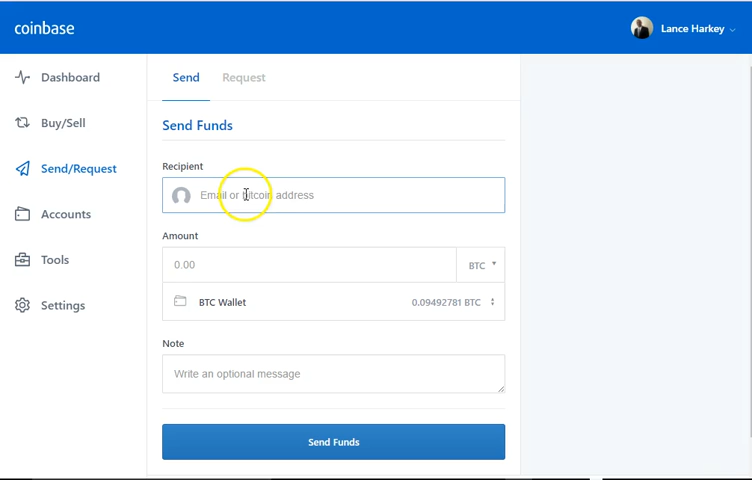 coinbase
Lance Harkey
Dashboard
Buy/Sell
Send/Request
Accounts
Tools
Settings
Send Request
Send Funds
Recipient
Email or bitcoin address
Amount
0.00 BTC
BTC Wallet 0.09492781 BTC
Note
Write an optional message
Send Funds